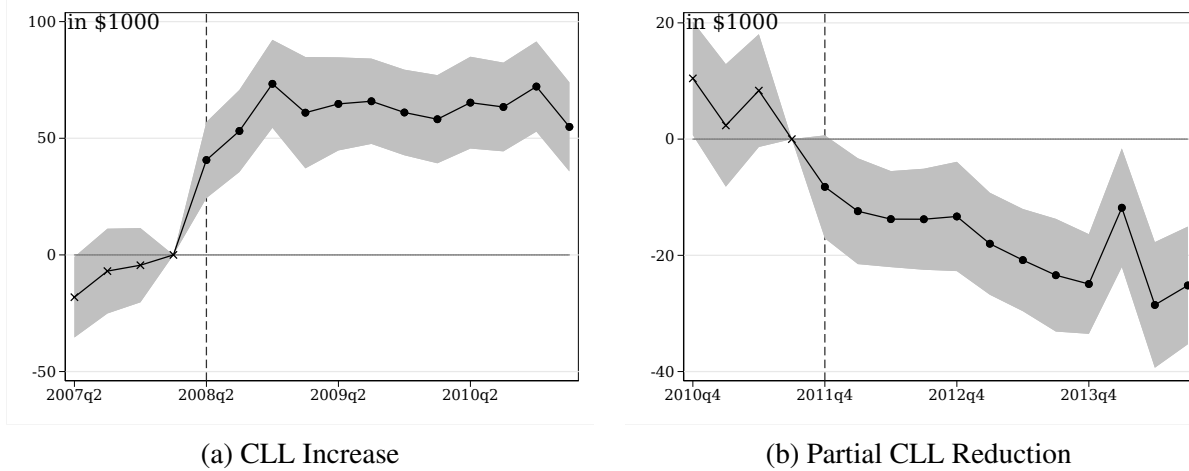 in $1000
100
50
0
-50
2007q2 2008q2 2009q2 2010q2
(a) CLL Increase
in $1000
20
0
-20
-40
2010q4 2011q4 2012q4 2013q4
(b) Partial CLL Reduction